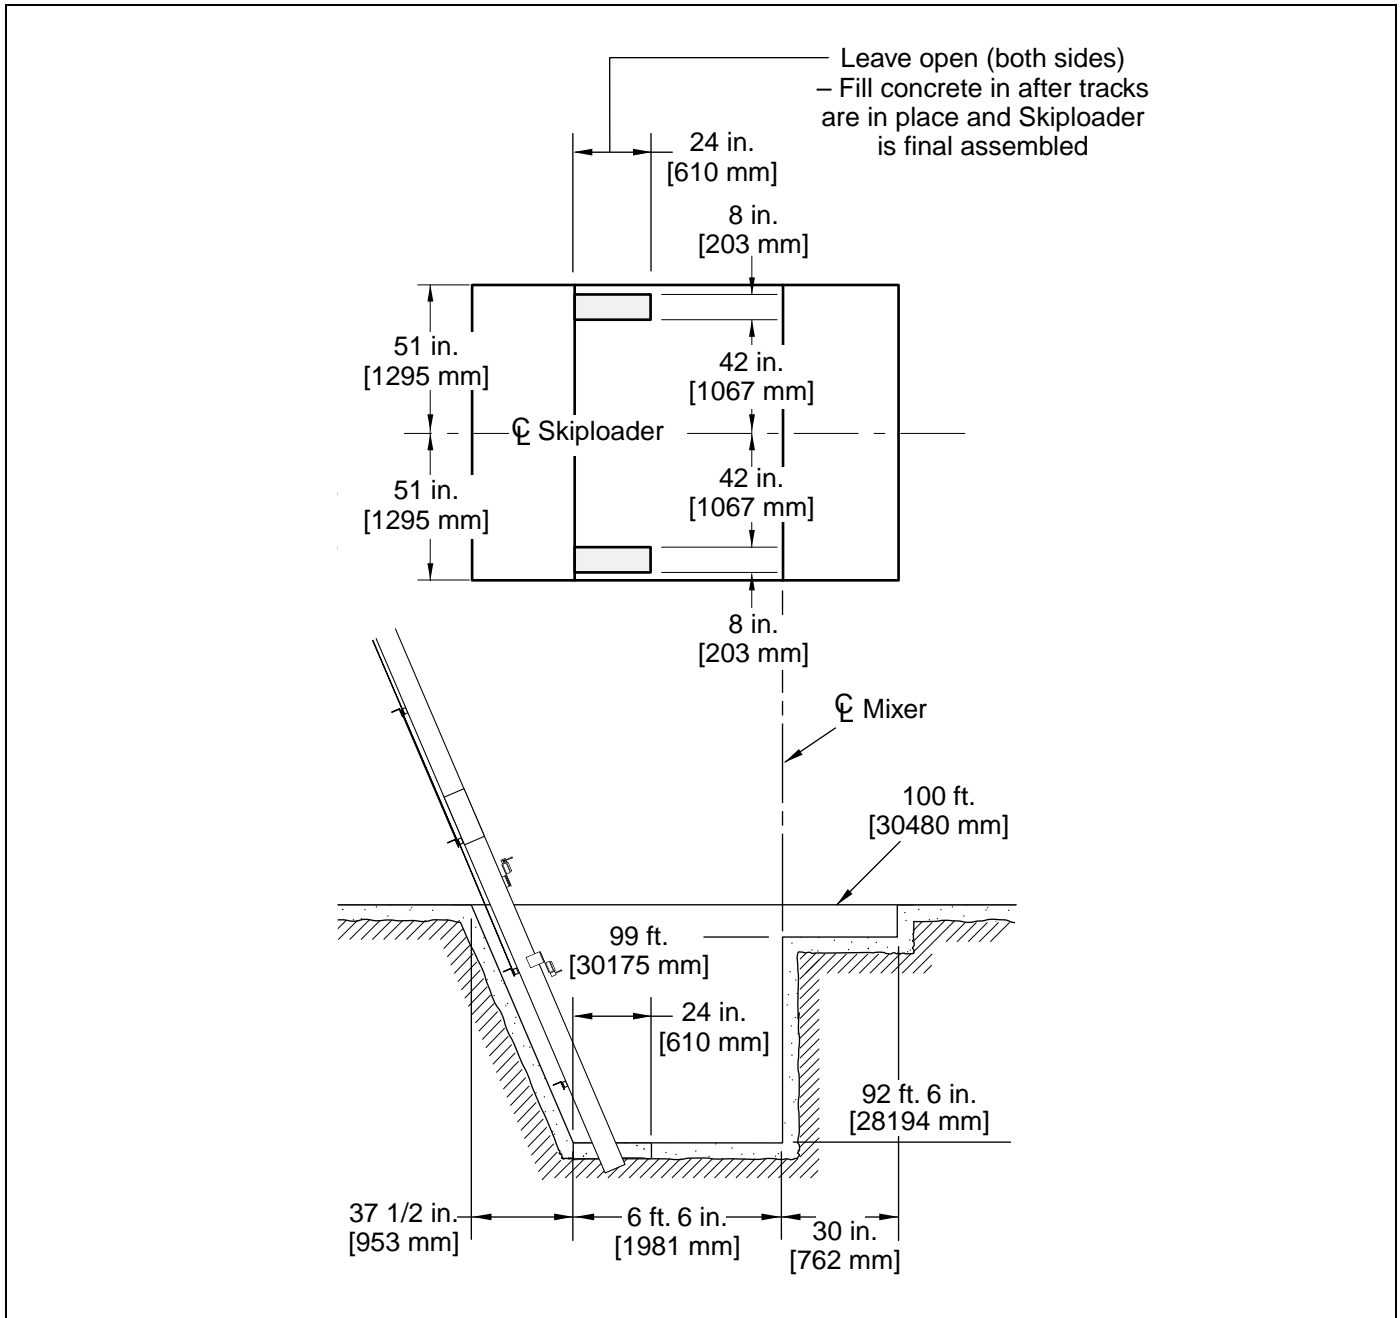 Leave open (both sides)
– Fill concrete in after tracks
are in place and Skiploader
is final assembled
24 in.
[610 mm]
8 in.
[203 mm]
51 in.
[1295 mm]
42 in.
[1067 mm]
℄ Skiploader
51 in.
[1295 mm]
42 in.
[1067 mm]
8 in.
[203 mm]
℄ Mixer
100 ft.
[30480 mm]
99 ft.
[30175 mm]
24 in.
[610 mm]
92 ft. 6 in.
[28194 mm]
37 1/2 in.
[953 mm]
6 ft. 6 in.
[1981 mm]
30 in.
[762 mm]